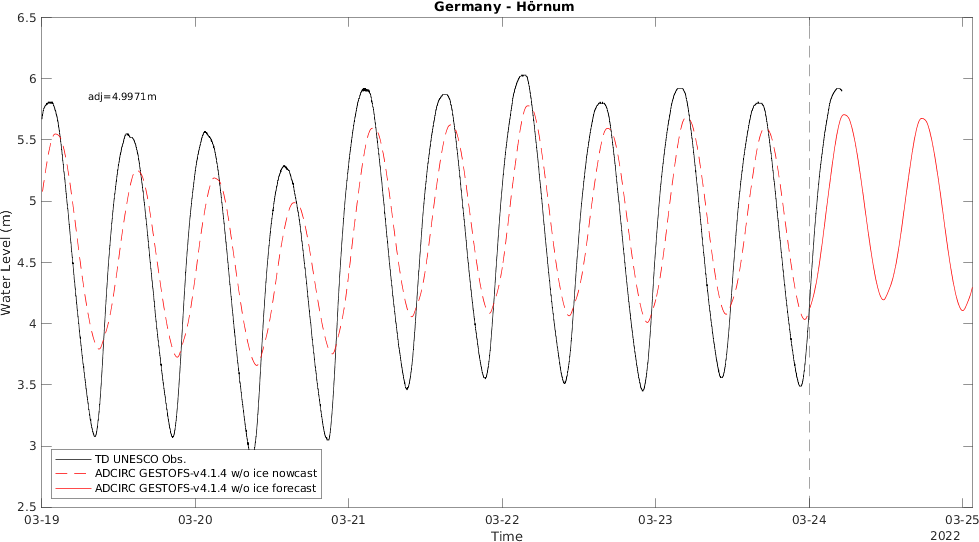 Germany - Hörnum
6.5
6
5.5
5
4.5
4
3.5
3
2.5
Water Level (m)
adj=4.9971m
TD UNESCO Obs.
ADCIRC GESTOFS-v4.1.4 w/o ice nowcast
ADCIRC GESTOFS-v4.1.4 w/o ice forecast
03-19 03-20 03-21 03-22 03-23 03-24 03-25
Time
2022